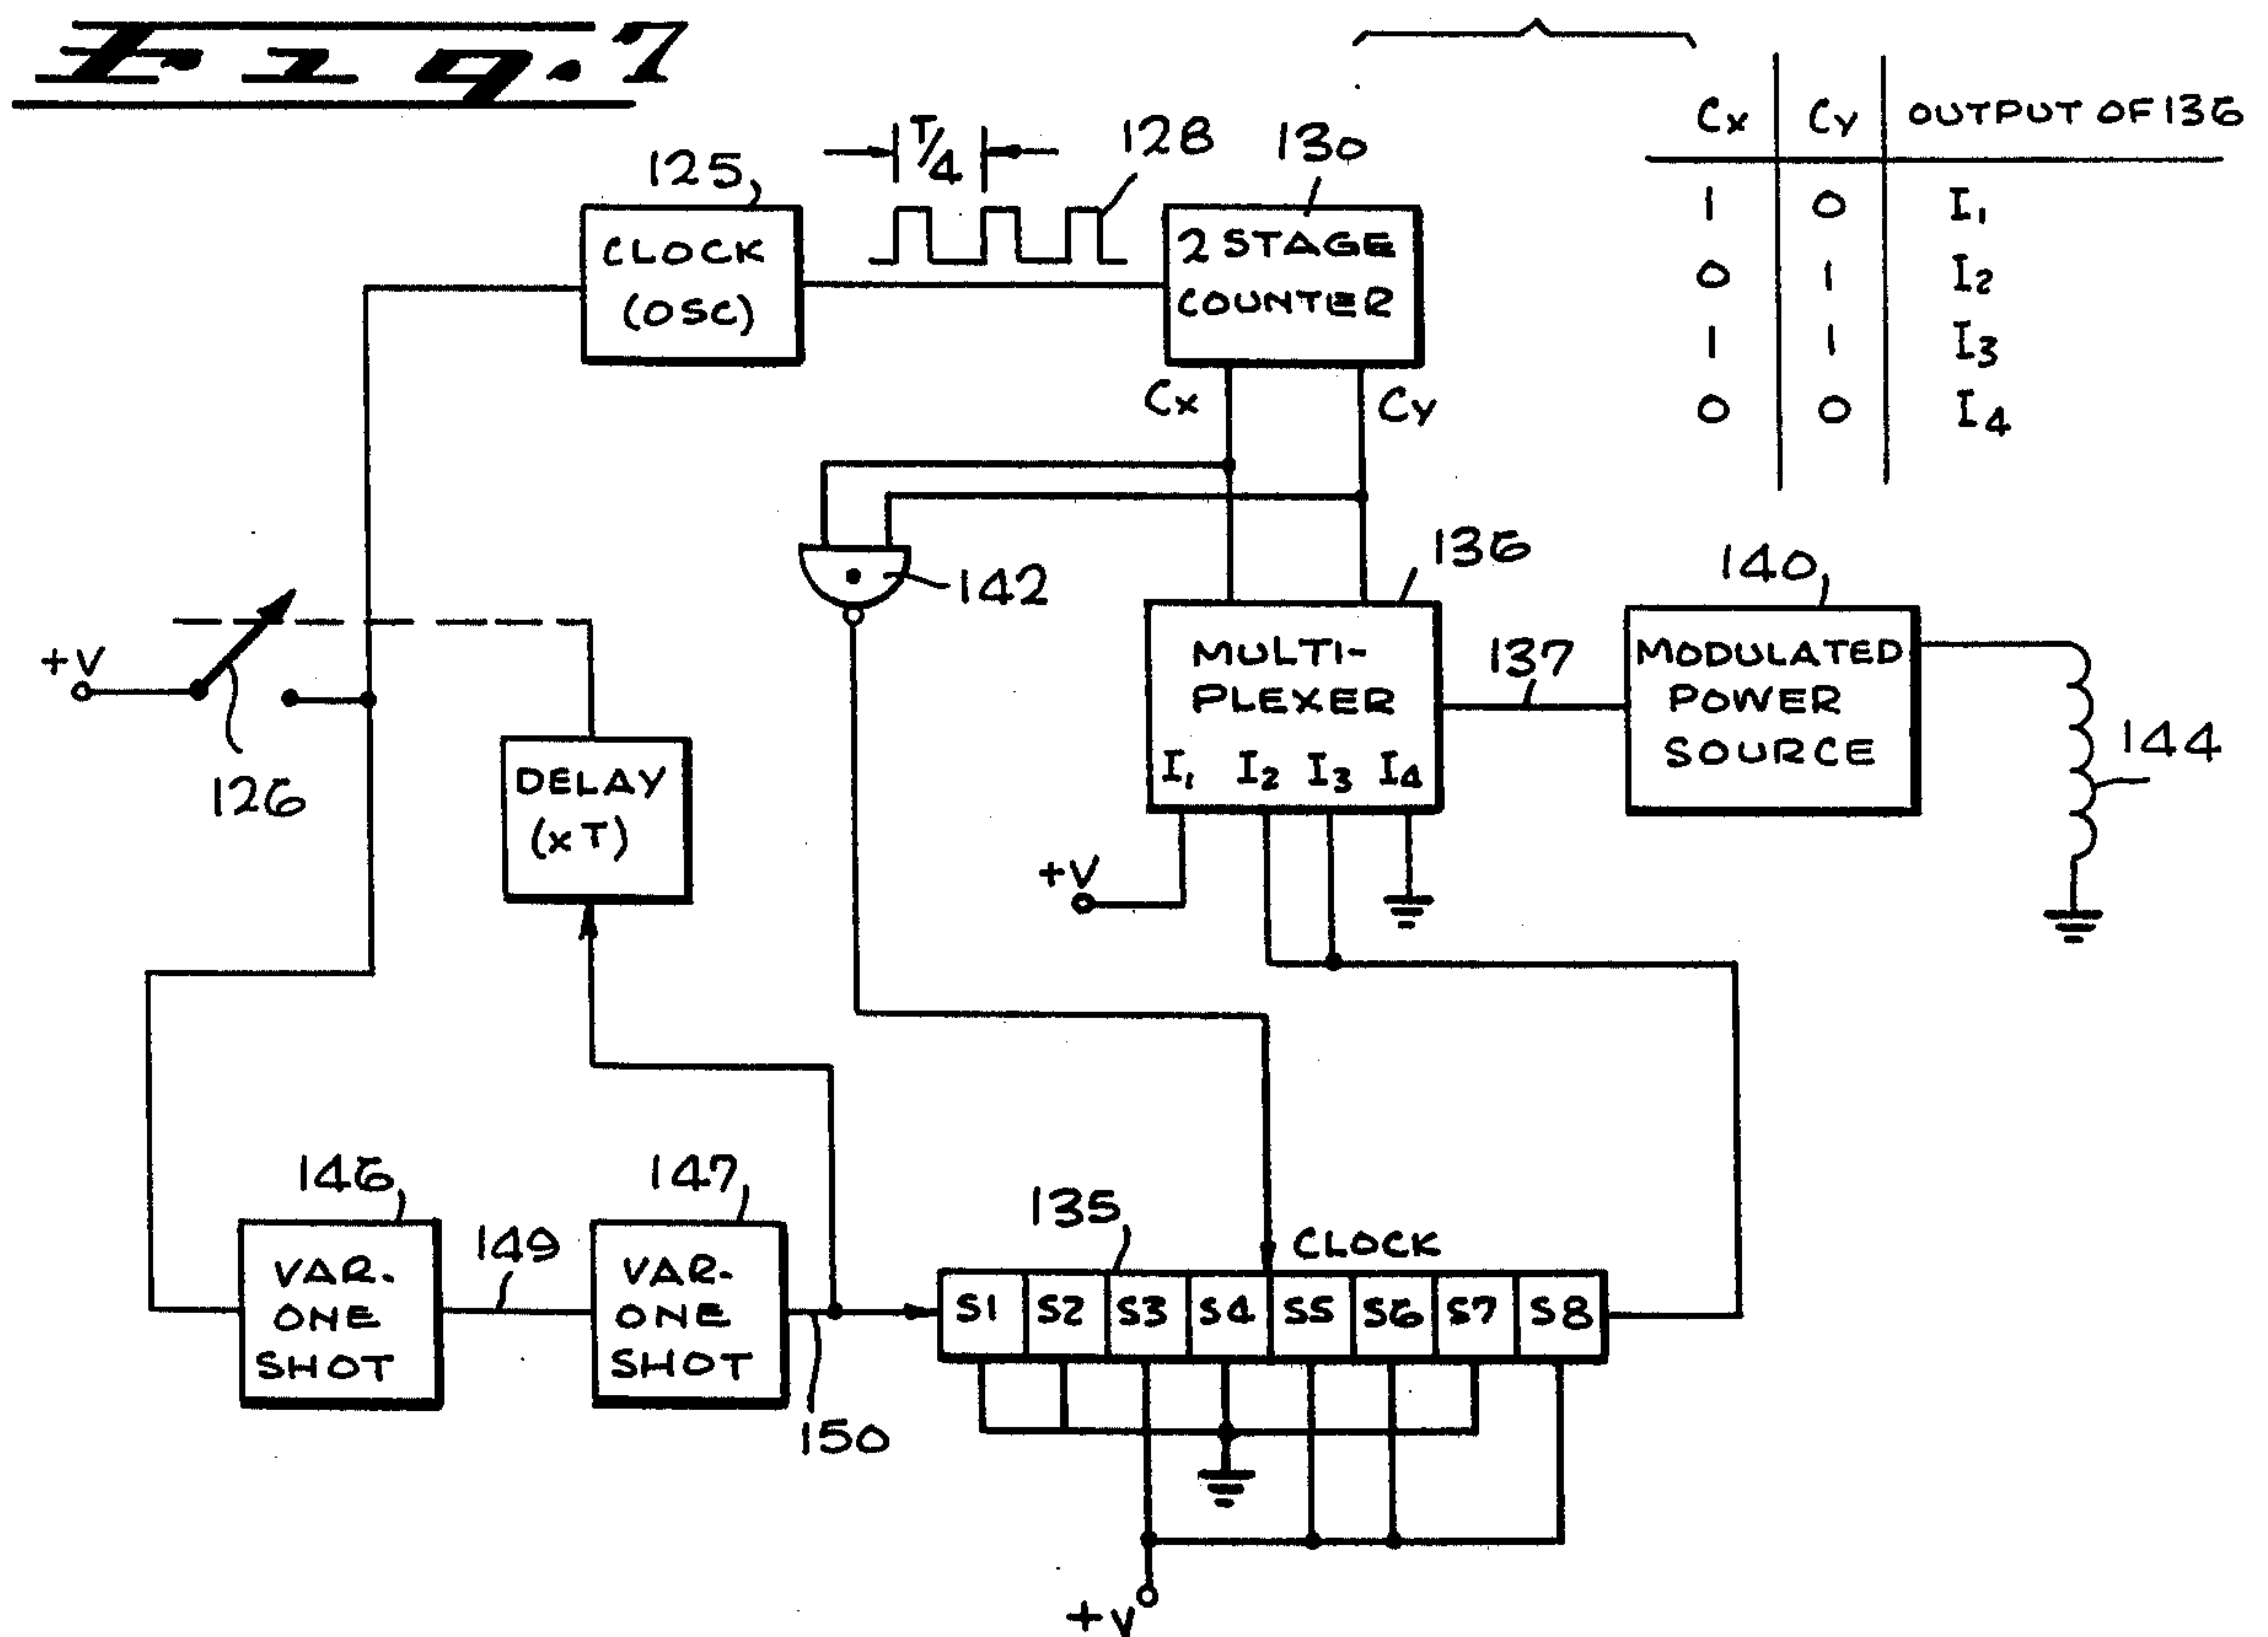 Fig. 7
Cx Cy OUTPUT OF 136
1 0 I1
0 1 I2
1 1 I3
0 0 I4
125
T/4
128
130
CLOCK
(OSC)
2 STAGE
COUNTER
Cx
Cy
142
136
140
+V
126
MULTI-
PLEXER
I1 I2 I3 I4
137
MODULATED
POWER
SOURCE
144
DELAY
(xT)
+V
146
147
149
135
CLOCK
VAR.
ONE
SHOT
VAR.
ONE
SHOT
150
S1 S2 S3 S4 S5 S6 S7 S8
+V